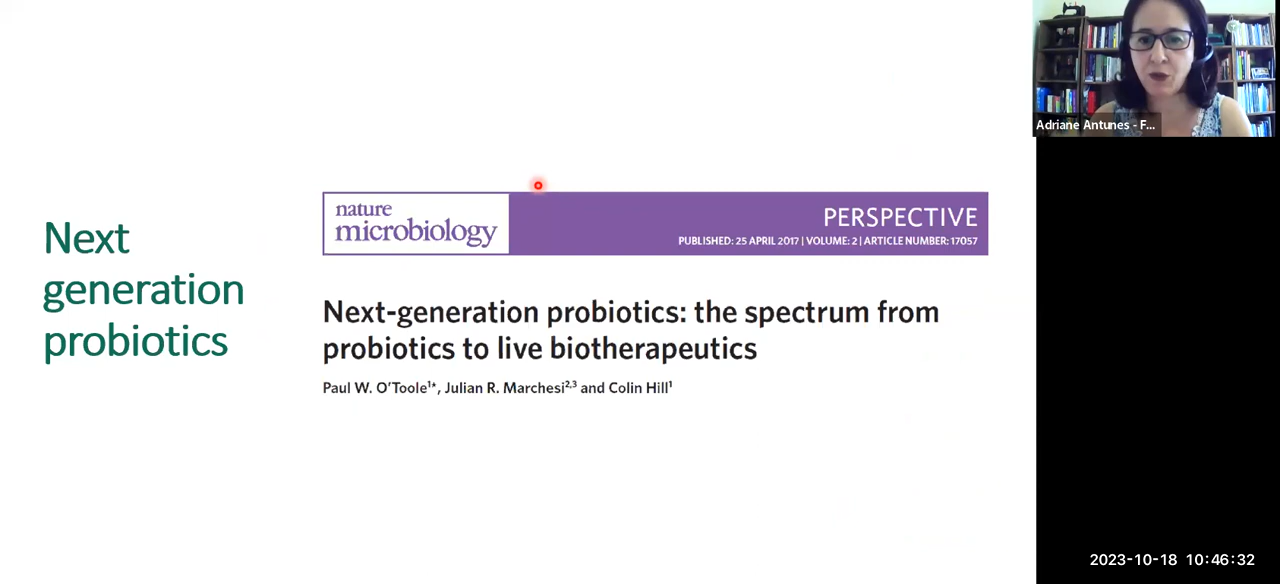 Next
generation
probiotics
nature
microbiology
PERSPECTIVE
PUBLISHED: 25 APRIL 2017 | VOLUME: 2 | ARTICLE NUMBER: 17057
Next-generation probiotics: the spectrum from
probiotics to live biotherapeutics
Paul W. O'Toole¹*, Julian R. Marchesi²,³ and Colin Hill¹
Adriane Antunes - F...
2023-10-18 10:46:32